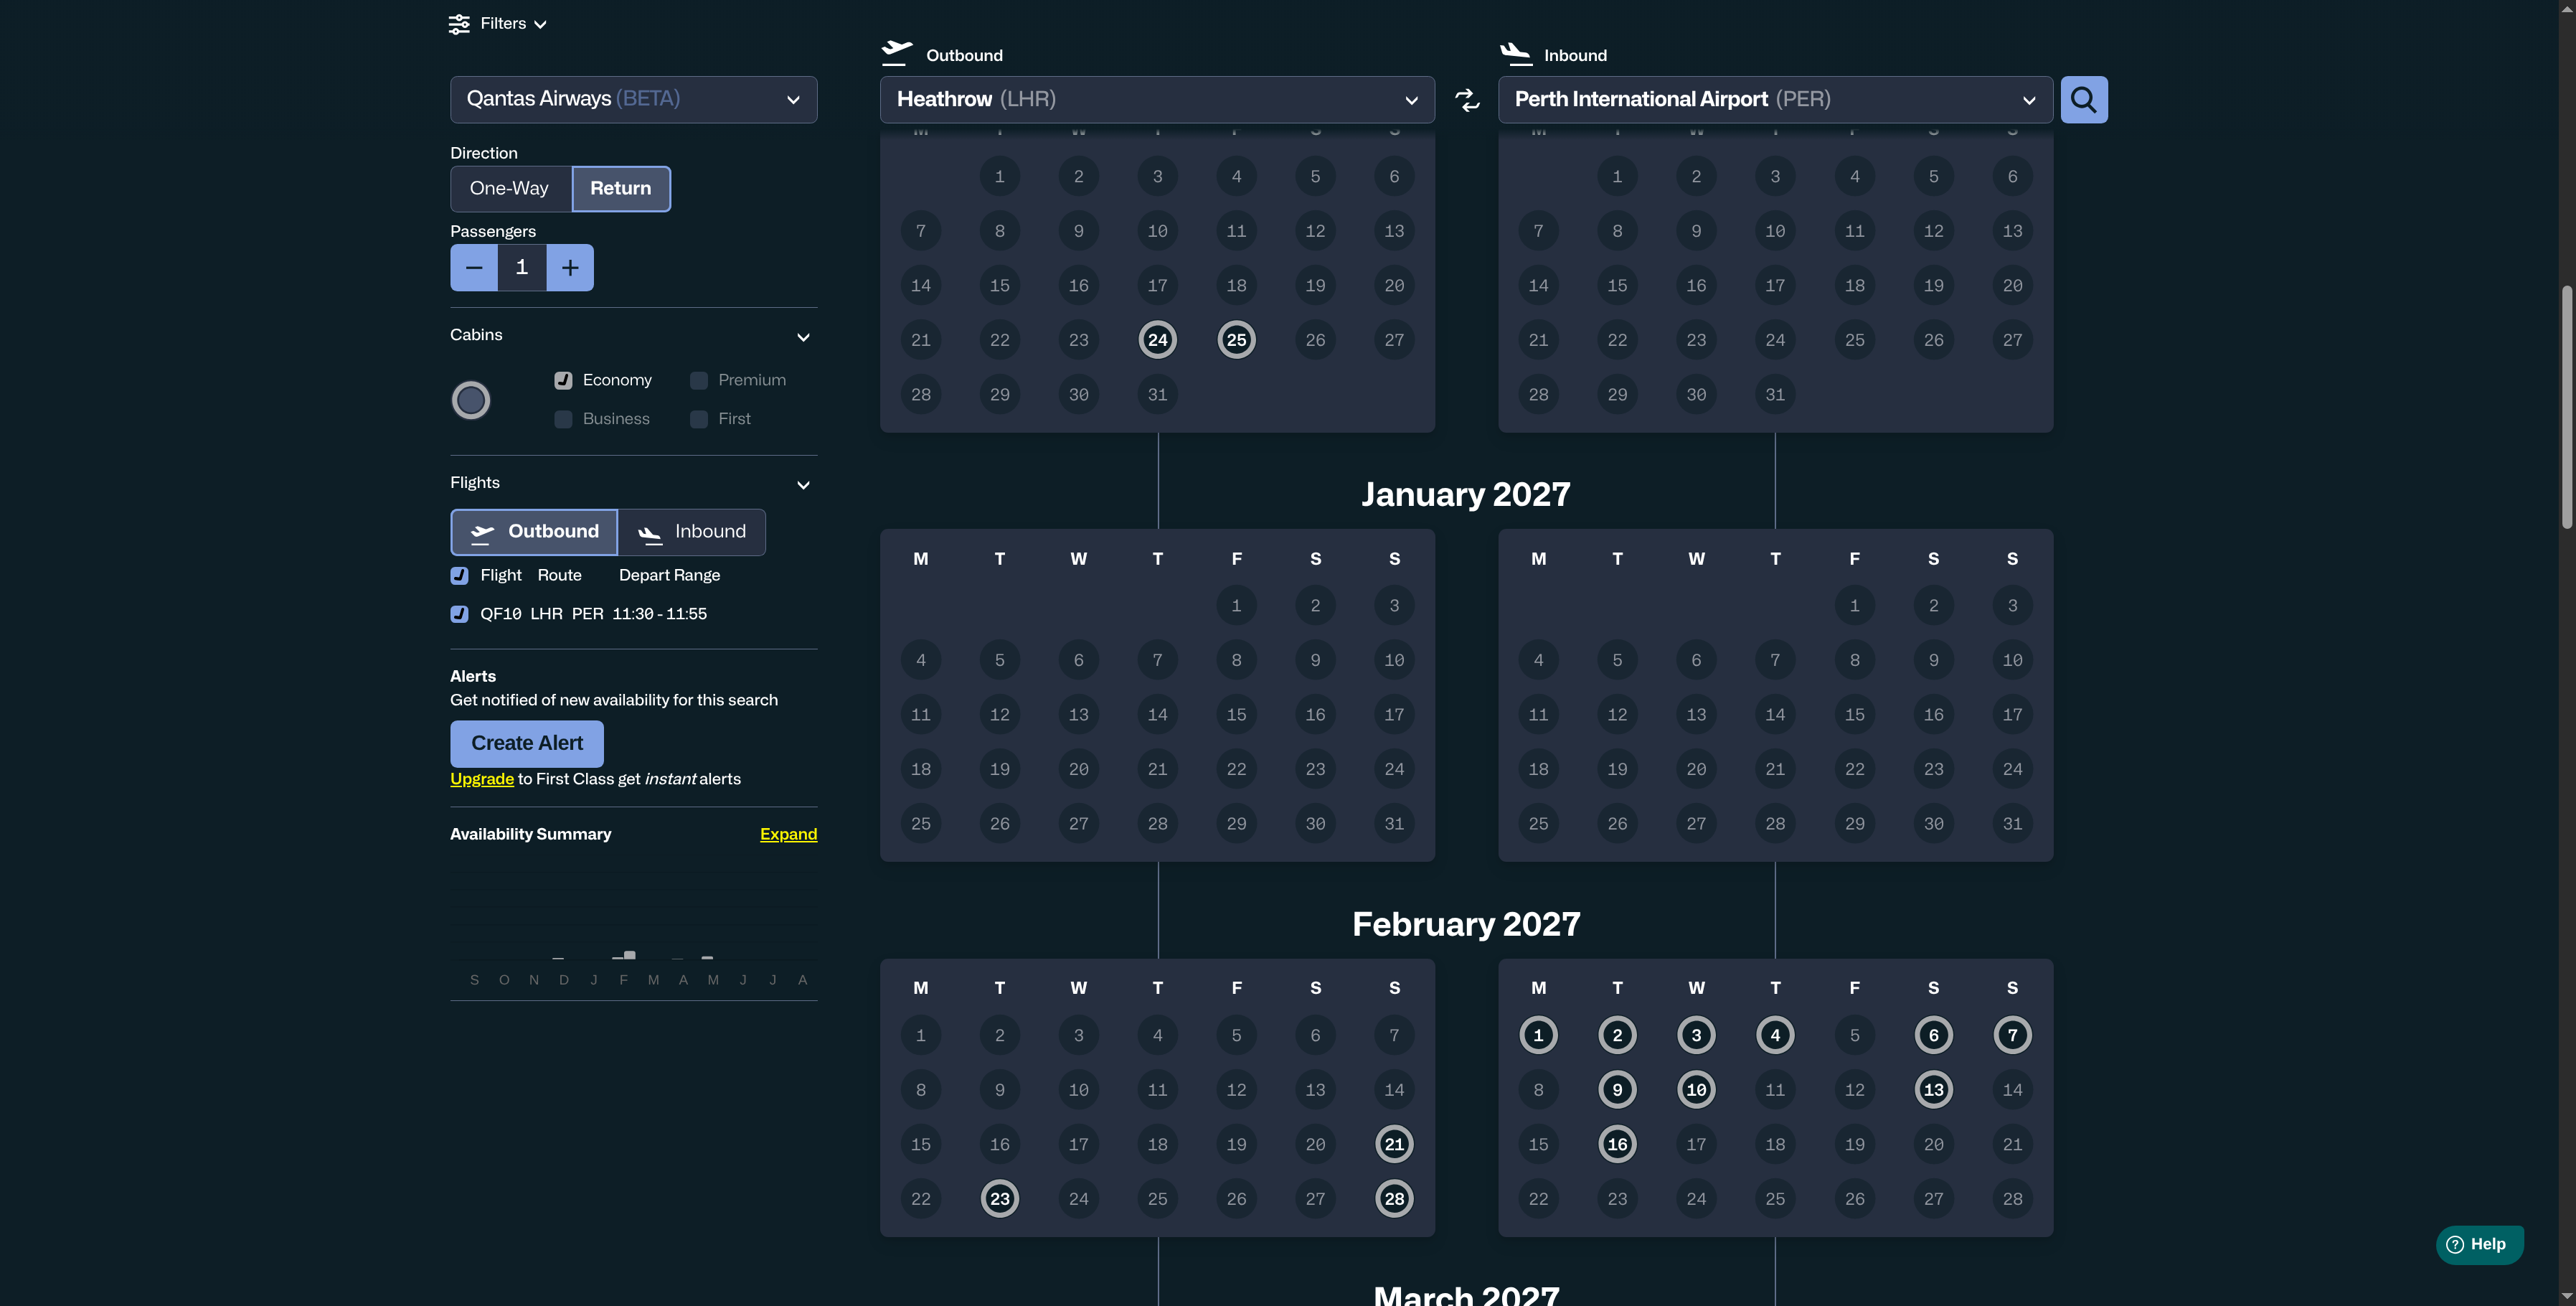 Filters
Outbound
Inbound
Qantas Airways (BETA)
Heathrow (LHR)
Perth International Airport (PER)
Direction
One-Way Return
Passengers
1
Cabins
Economy Premium
Business First
Flights
Outbound Inbound
Flight Route Depart Range
QF10 LHR PER 11:30 - 11:55
Alerts
Get notified of new availability for this search
Create Alert
Upgrade to First Class get instant alerts
Availability Summary Expand
S O N D J F M A M J J A
M T W T F S S
1 2 3 4 5 6
7 8 9 10 11 12 13
14 15 16 17 18 19 20
21 22 23 24 25 26 27
28 29 30 31
M T W T F S S
1 2 3 4 5 6
7 8 9 10 11 12 13
14 15 16 17 18 19 20
21 22 23 24 25 26 27
28 29 30 31
January 2027
M T W T F S S
1 2 3
4 5 6 7 8 9 10
11 12 13 14 15 16 17
18 19 20 21 22 23 24
25 26 27 28 29 30 31
M T W T F S S
1 2 3
4 5 6 7 8 9 10
11 12 13 14 15 16 17
18 19 20 21 22 23 24
25 26 27 28 29 30 31
February 2027
M T W T F S S
1 2 3 4 5 6 7
8 9 10 11 12 13 14
15 16 17 18 19 20 21
22 23 24 25 26 27 28
M T W T F S S
1 2 3 4 5 6 7
8 9 10 11 12 13 14
15 16 17 18 19 20 21
22 23 24 25 26 27 28
March 2027
Help